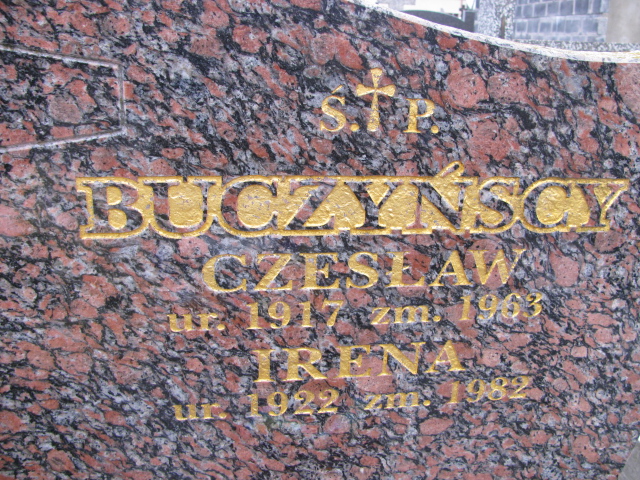 Ś. P.
BUCZYŃSCY
CZESŁAW
ur. 1917 zm. 1963
IRENA
ur. 1922 zm. 1982